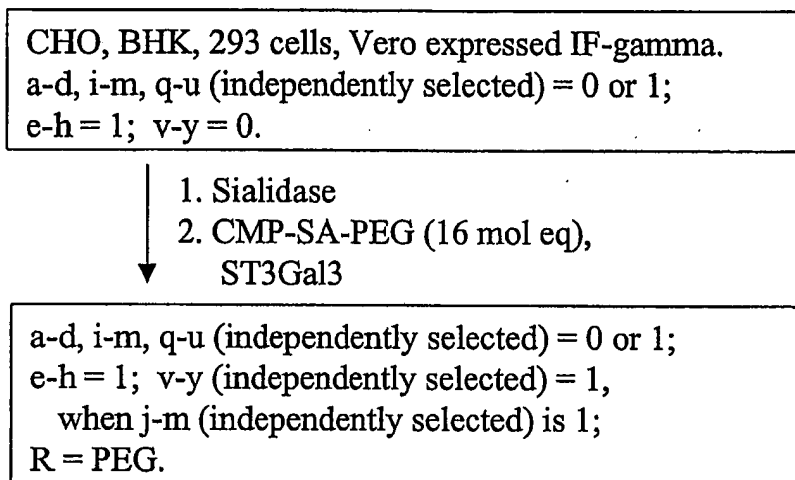 CHO, BHK, 293 cells, Vero expressed IF-gamma.
a-d, i-m, q-u (independently selected) = 0 or 1;
e-h = 1; v-y = 0.
1. Sialidase
2. CMP-SA-PEG (16 mol eq),
ST3Gal3
a-d, i-m, q-u (independently selected) = 0 or 1;
e-h = 1; v-y (independently selected) = 1,
when j-m (independently selected) is 1;
R = PEG.